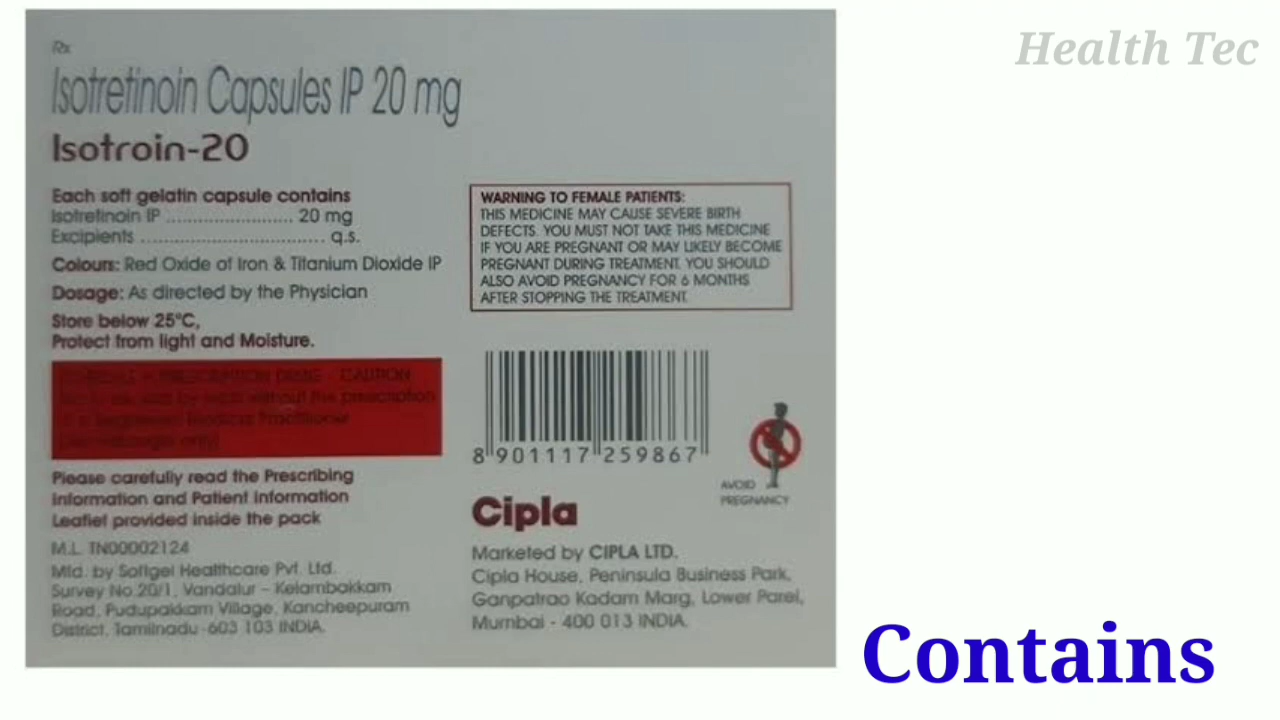 Health Tec
Rx
Isotretinoin Capsules IP 20 mg
Isotroin-20
Each soft gelatin capsule contains
Isotretinoin IP ....................... 20 mg
Excipients ................................. q.s.
Colours: Red Oxide of Iron & Titanium Dioxide IP
Dosage: As directed by the Physician
Store below 25°C,
Protect from light and Moisture.
PRESCRIPTION DRUG - CAUTION
without the prescription
Practitioner
Please carefully read the Prescribing
Information and Patient Information
Leaflet provided inside the pack
M.L. TN00002124
Mfd. by Softgel Healthcare Pvt. Ltd.
Survey No.20/1, Vandalur – Kelambakkam
Road, Pudupakkam Village, Kancheepuram
District, Tamilnadu -603 103 INDIA.
WARNING TO FEMALE PATIENTS:
THIS MEDICINE MAY CAUSE SEVERE BIRTH
DEFECTS. YOU MUST NOT TAKE THIS MEDICINE
IF YOU ARE PREGNANT OR MAY LIKELY BECOME
PREGNANT DURING TREATMENT. YOU SHOULD
ALSO AVOID PREGNANCY FOR 6 MONTHS
AFTER STOPPING THE TREATMENT.
8 901117 259867
AVOID
PREGNANCY
Cipla
Marketed by CIPLA LTD.
Cipla House, Peninsula Business Park,
Ganpatrao Kadam Marg, Lower Parel,
Mumbai - 400 013 INDIA.
Contains